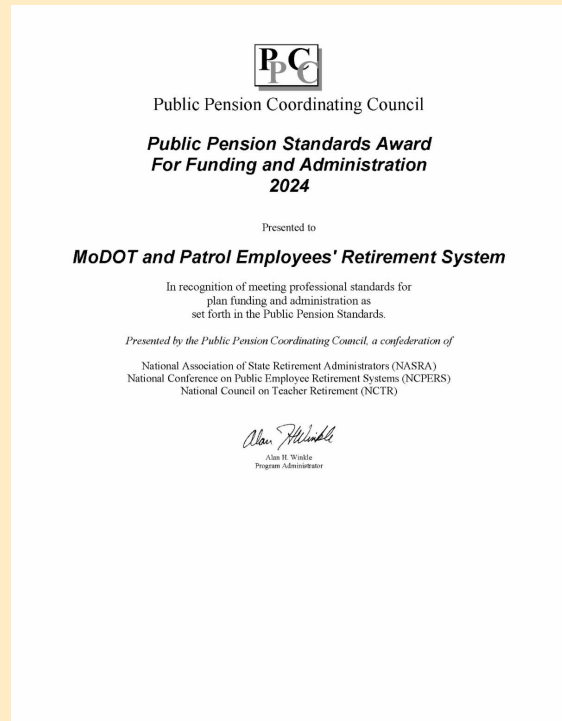 PPCC
Public Pension Coordinating Council
Public Pension Standards Award
For Funding and Administration
2024
Presented to
MoDOT and Patrol Employees' Retirement System
In recognition of meeting professional standards for
plan funding and administration as
set forth in the Public Pension Standards.
Presented by the Public Pension Coordinating Council, a confederation of
National Association of State Retirement Administrators (NASRA)
National Conference on Public Employee Retirement Systems (NCPERS)
National Council on Teacher Retirement (NCTR)
Alan H Winkle
Alan H. Winkle
Program Administrator